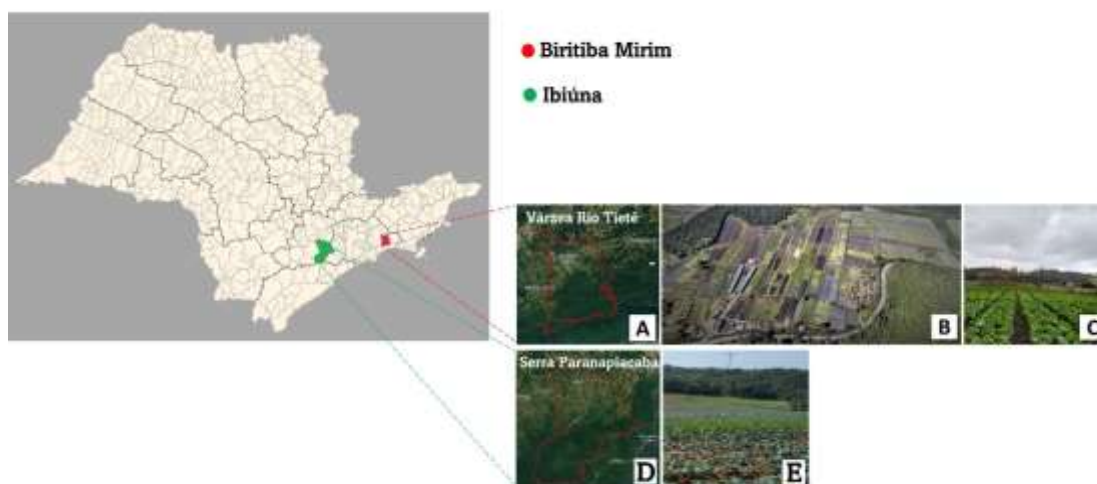 Biritiba Mirim
Ibiúna
Várzea Rio Tietê
A
B
C
Serra Paranapiacaba
D
E